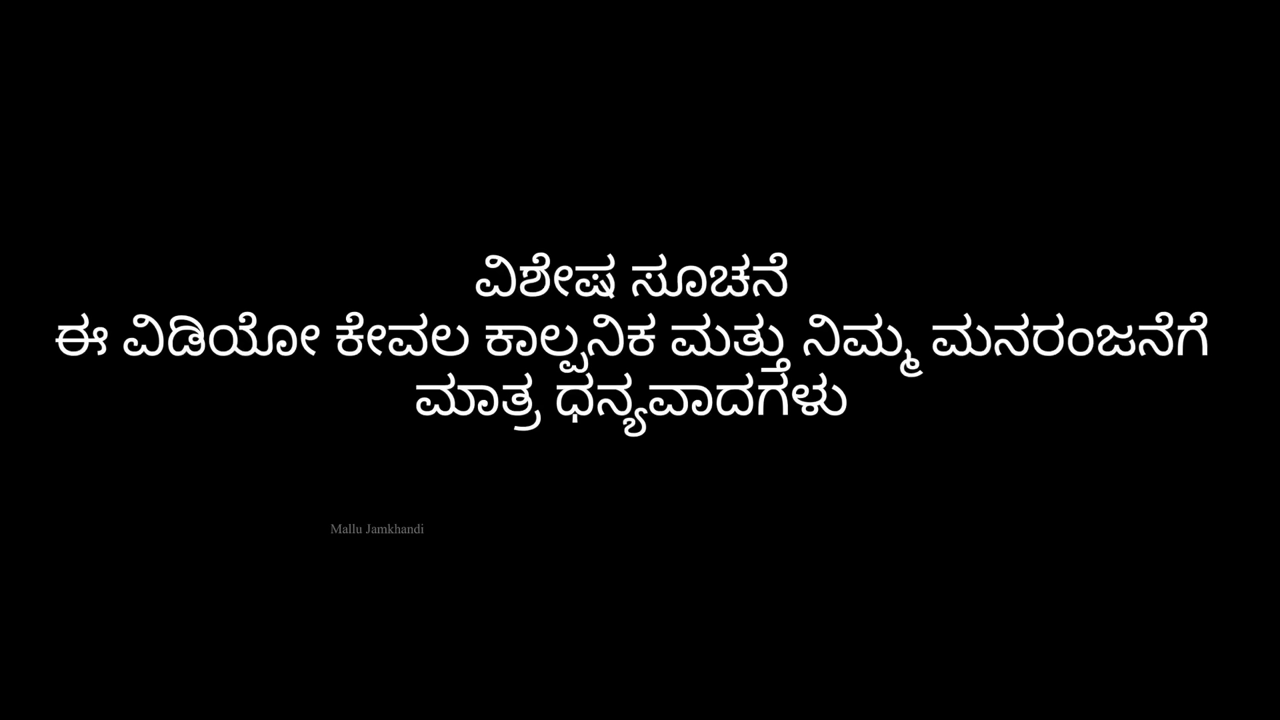 ವಿಶೇಷ ಸೂಚನೆ
ಈ ವಿಡಿಯೋ ಕೇವಲ ಕಾಲ್ಪನಿಕ ಮತ್ತು ನಿಮ್ಮ ಮನರಂಜನೆಗೆ
ಮಾತ್ರ ಧನ್ಯವಾದಗಳು
Mallu Jamkhandi